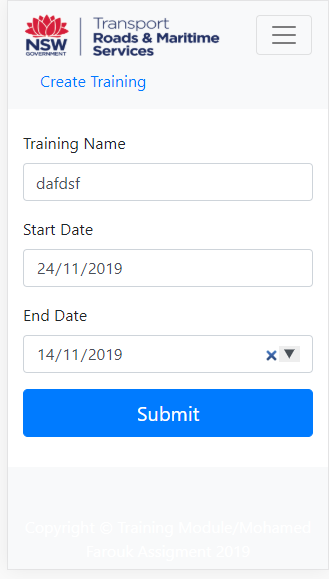 NSW
GOVERNMENT
Transport
Roads & Maritime
Services
Create Training
Training Name
dafdsf
Start Date
24/11/2019
End Date
14/11/2019
Submit
Copyright © Training Module/Mohamed
Farouk Assigment 2019